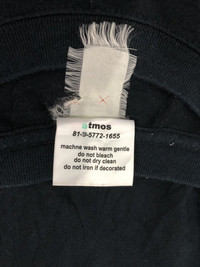 atmos
81-(3)-5772-1655
machne wash warm gentle
do not bleach
do not dry clean
do not iron if decorated